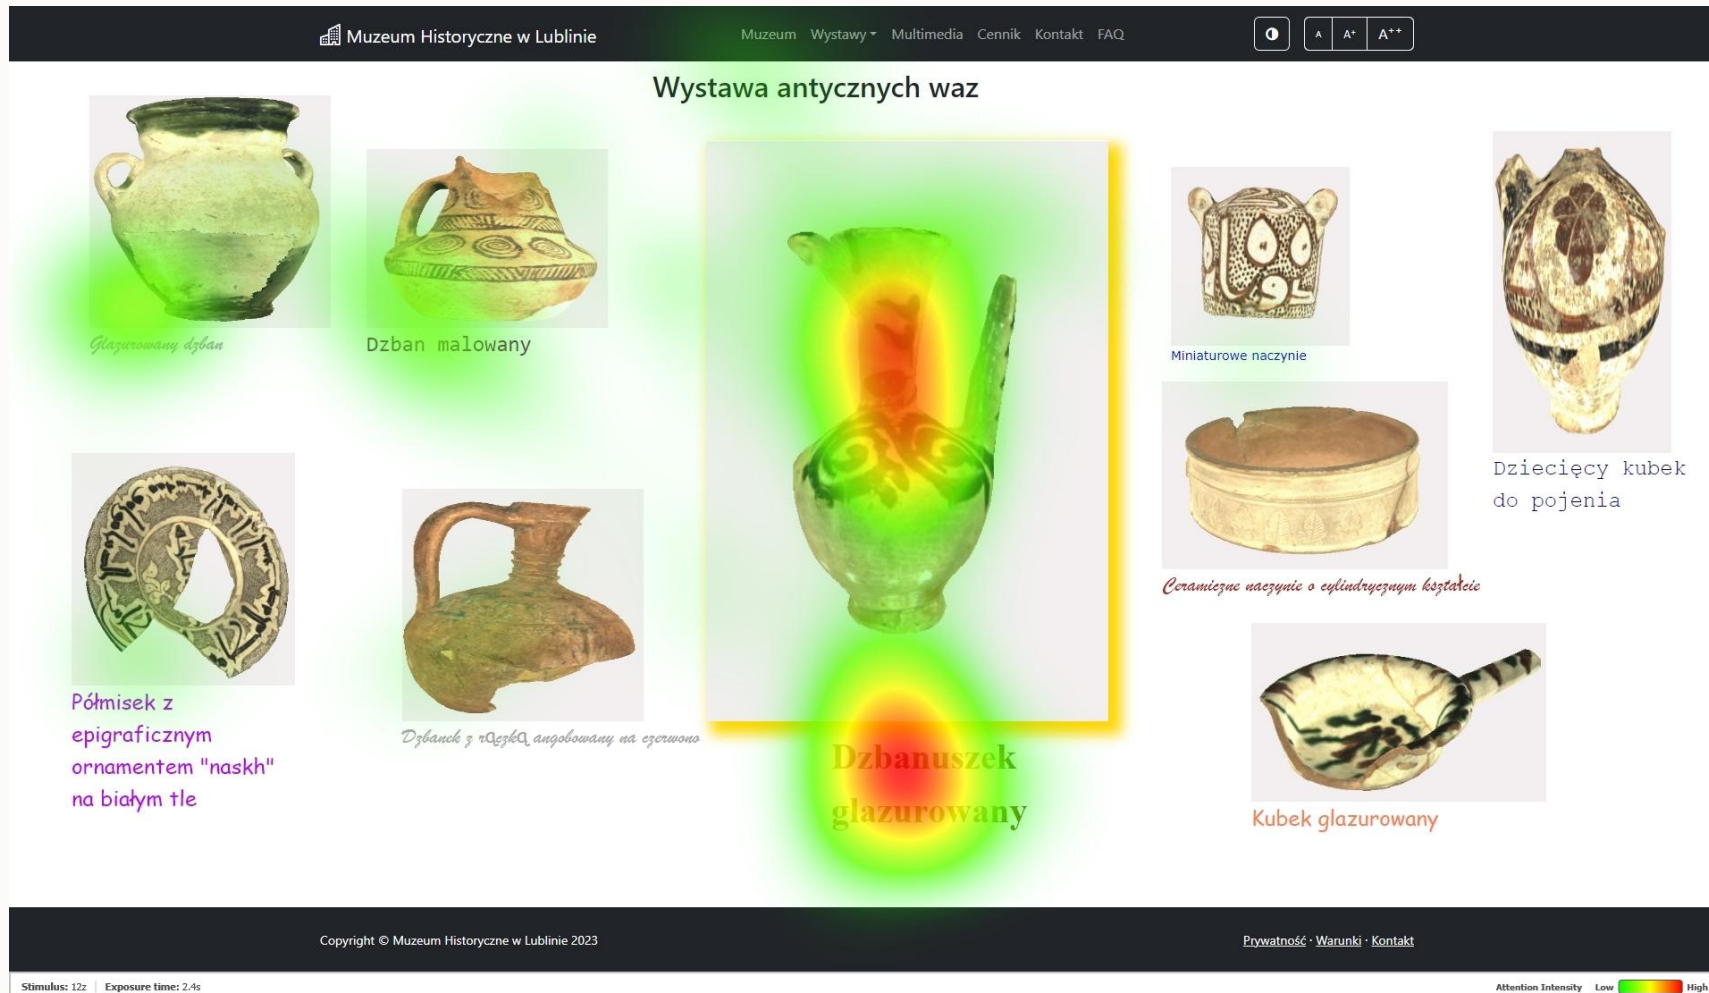 Muzeum Historyczne w Lublinie
Muzeum Wystawy Multimedia Cennik Kontakt FAQ
A A+ A++
Wystawa antycznych waz
Glazurowany dzban
Dzban malowany
Miniaturowe naczynie
Dziecięcy kubek
do pojenia
Ceramiczne naczynie o cylindrycznym kształcie
Półmisek z
epigraficznym
ornamentem "naskh"
na białym tle
Dzbanek z rączką angobowany na czerwono
Dzbanuszek
glazurowany
Kubek glazurowany
Copyright © Muzeum Historyczne w Lublinie 2023
Prywatność · Warunki · Kontakt
Stimulus: 12z | Exposure time: 2.4s
Attention Intensity Low High